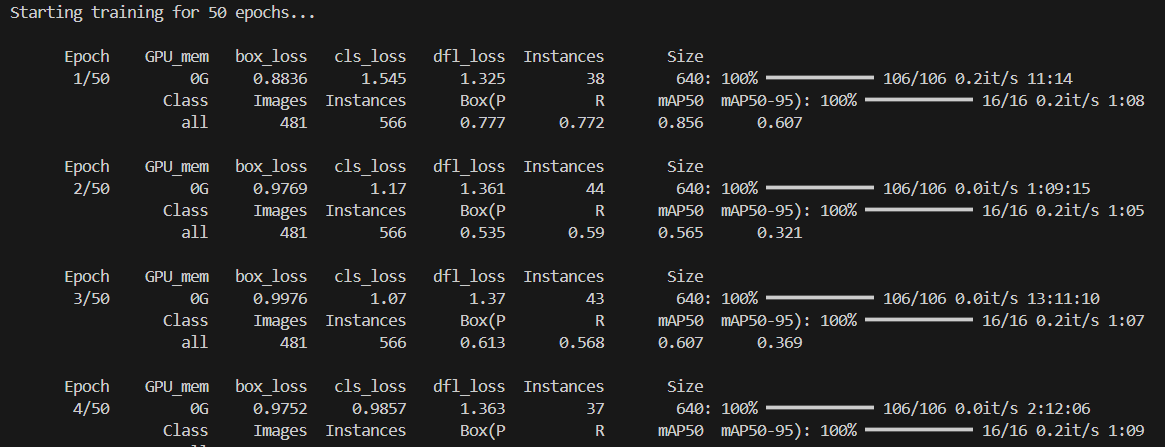 Starting training for 50 epochs...
Epoch GPU_mem box_loss cls_loss dfl_loss Instances Size
1/50 0G 0.8836 1.545 1.325 38 640: 100% 106/106 0.2it/s 11:14
Class Images Instances Box(P R mAP50 mAP50-95): 100% 16/16 0.2it/s 1:08
all 481 566 0.777 0.772 0.856 0.607
Epoch GPU_mem box_loss cls_loss dfl_loss Instances Size
2/50 0G 0.9769 1.17 1.361 44 640: 100% 106/106 0.0it/s 1:09:15
Class Images Instances Box(P R mAP50 mAP50-95): 100% 16/16 0.2it/s 1:05
all 481 566 0.535 0.59 0.565 0.321
Epoch GPU_mem box_loss cls_loss dfl_loss Instances Size
3/50 0G 0.9976 1.07 1.37 43 640: 100% 106/106 0.0it/s 13:11:10
Class Images Instances Box(P R mAP50 mAP50-95): 100% 16/16 0.2it/s 1:07
all 481 566 0.613 0.568 0.607 0.369
Epoch GPU_mem box_loss cls_loss dfl_loss Instances Size
4/50 0G 0.9752 0.9857 1.363 37 640: 100% 106/106 0.0it/s 2:12:06
Class Images Instances Box(P R mAP50 mAP50-95): 100% 16/16 0.2it/s 1:09